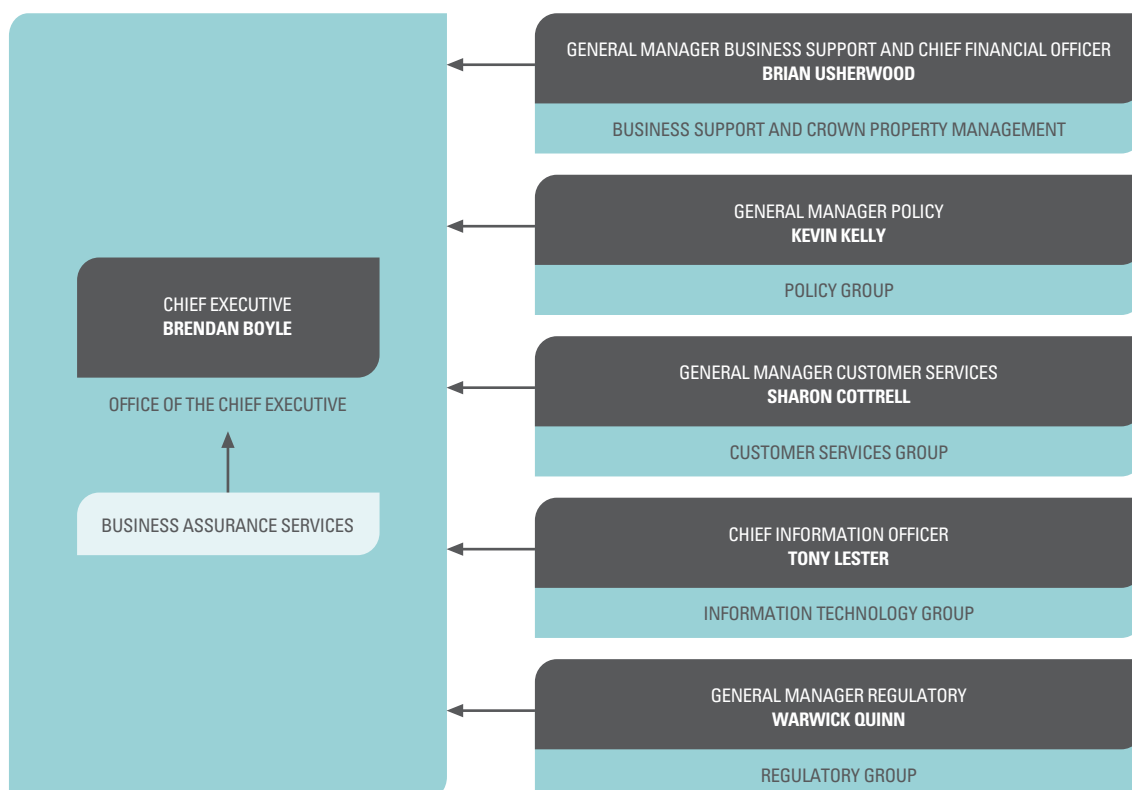 CHIEF EXECUTIVE
BRENDAN BOYLE
OFFICE OF THE CHIEF EXECUTIVE
BUSINESS ASSURANCE SERVICES
GENERAL MANAGER BUSINESS SUPPORT AND CHIEF FINANCIAL OFFICER
BRIAN USHERWOOD
BUSINESS SUPPORT AND CROWN PROPERTY MANAGEMENT
GENERAL MANAGER POLICY
KEVIN KELLY
POLICY GROUP
GENERAL MANAGER CUSTOMER SERVICES
SHARON COTTRELL
CUSTOMER SERVICES GROUP
CHIEF INFORMATION OFFICER
TONY LESTER
INFORMATION TECHNOLOGY GROUP
GENERAL MANAGER REGULATORY
WARWICK QUINN
REGULATORY GROUP